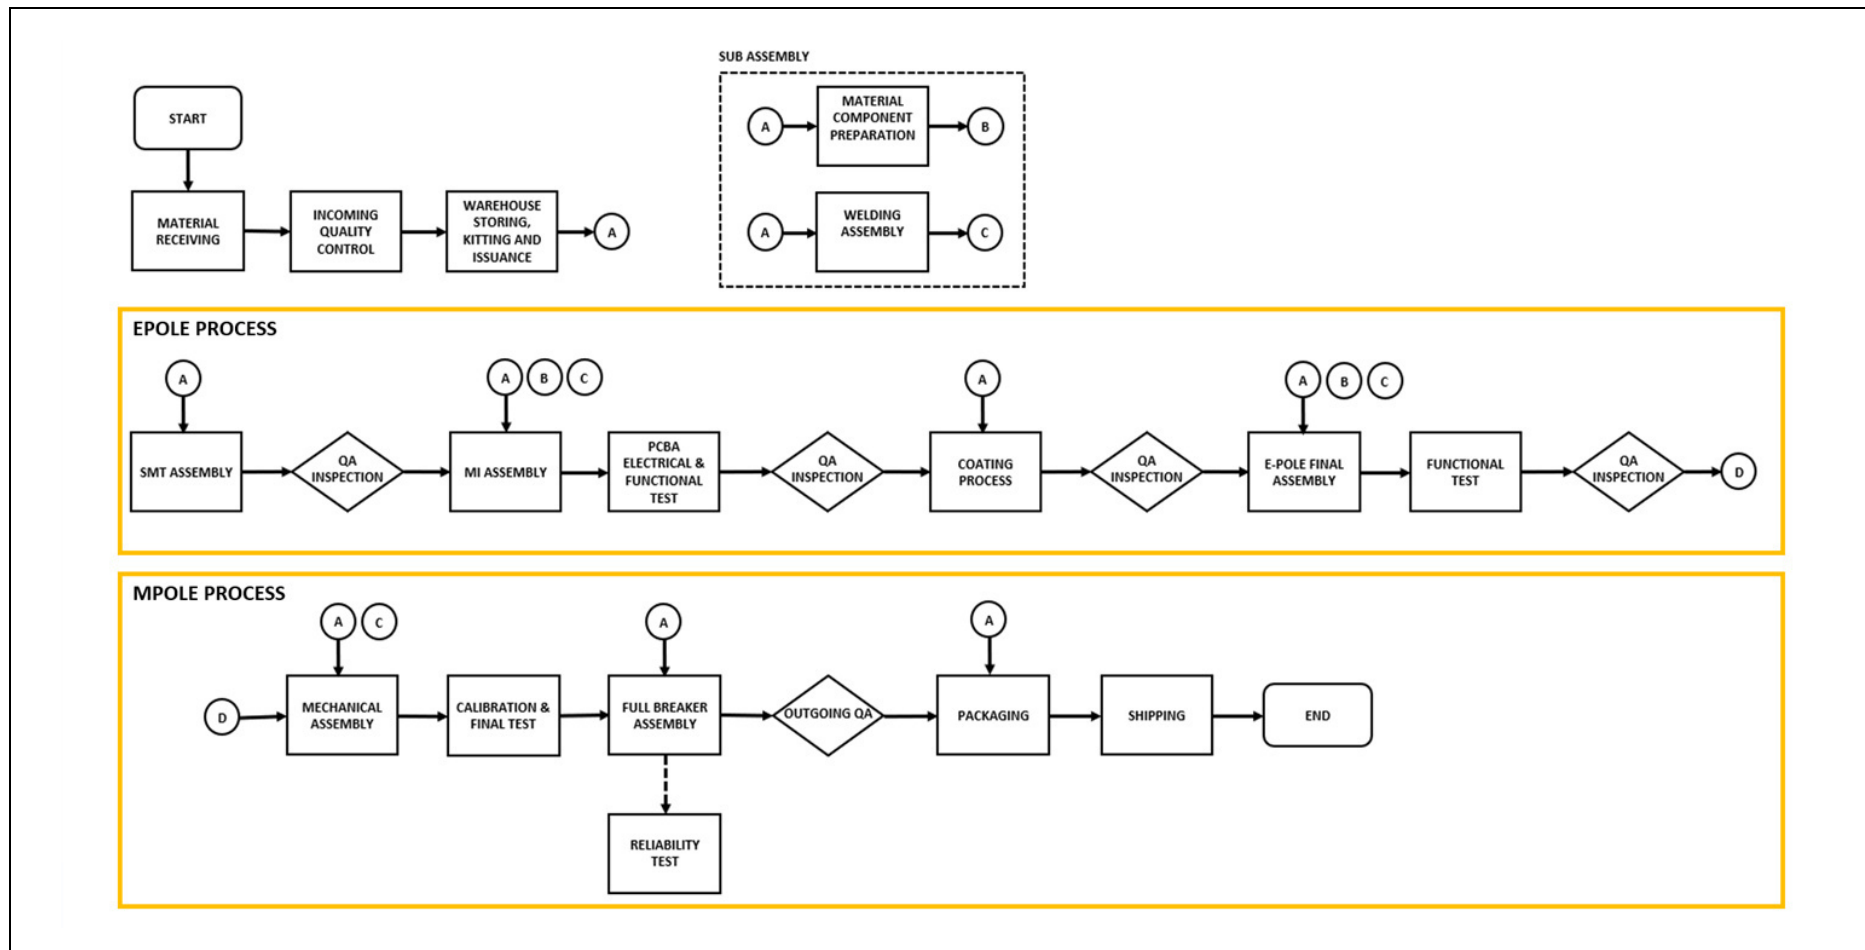 SUB ASSEMBLY
START
A
MATERIAL
COMPONENT
PREPARATION
B
MATERIAL
RECEIVING
INCOMING
QUALITY
CONTROL
WAREHOUSE
STORING,
KITTING AND
ISSUANCE
A
A
WELDING
ASSEMBLY
C
EPOLE PROCESS
A
A B C
A
A B C
SMT ASSEMBLY
QA
INSPECTION
MI ASSEMBLY
PCBA
ELECTRICAL &
FUNCTIONAL
TEST
QA
INSPECTION
COATING
PROCESS
QA
INSPECTION
E-POLE FINAL
ASSEMBLY
FUNCTIONAL
TEST
QA
INSPECTION
D
MPOLE PROCESS
A C
A
A
D
MECHANICAL
ASSEMBLY
CALIBRATION &
FINAL TEST
FULL BREAKER
ASSEMBLY
OUTGOING QA
PACKAGING
SHIPPING
END
RELIABILITY
TEST